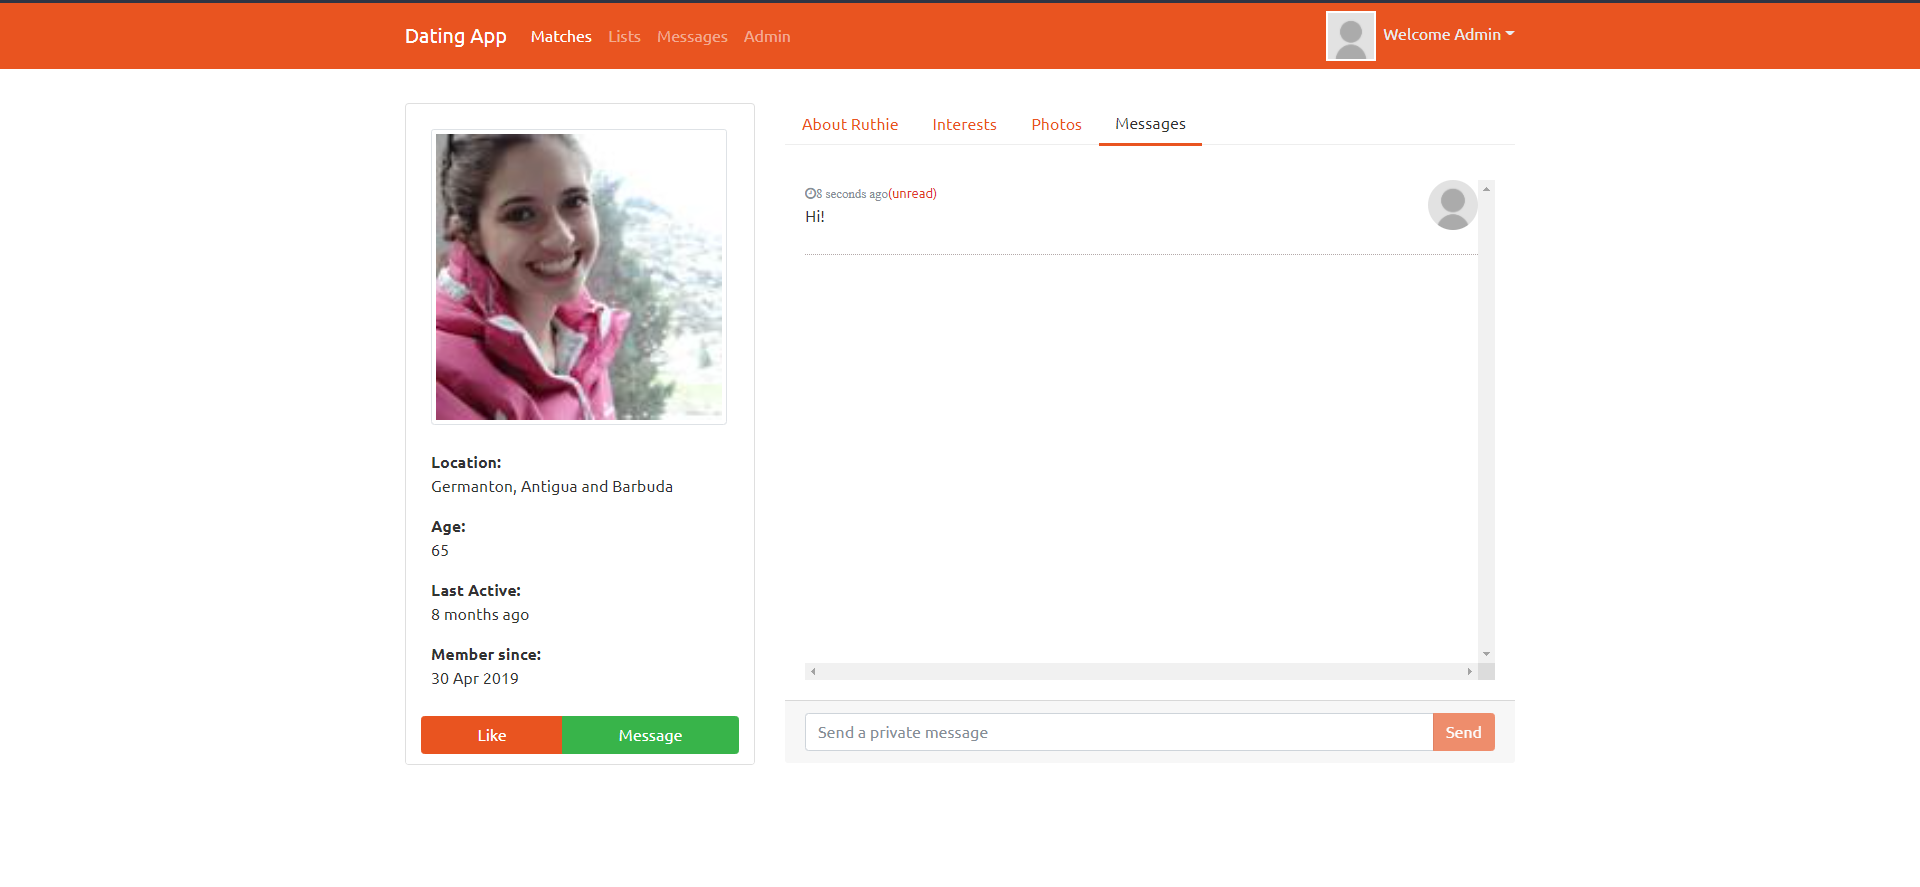 Dating App Matches Lists Messages Admin Welcome Admin
Location:
Germanton, Antigua and Barbuda
Age:
65
Last Active:
8 months ago
Member since:
30 Apr 2019
Like Message
About Ruthie Interests Photos Messages
8 seconds ago(unread)
Hi!
Send a private message Send